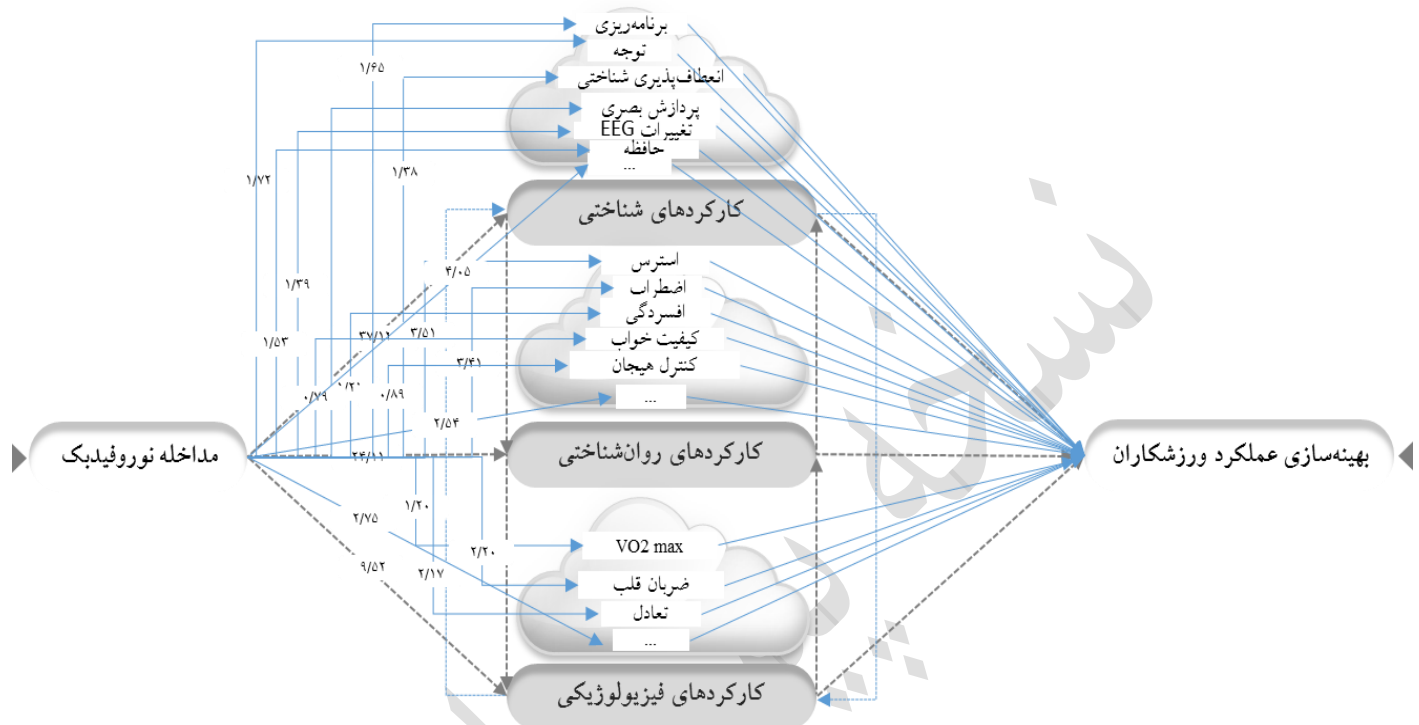 برنامه‌ریزی
توجه
انعطاف‌پذیری شناختی
پردازش بصری
تغییرات EEG
حافظه
...
کارکردهای شناختی
استرس
اضطراب
افسردگی
کیفیت خواب
کنترل هیجان
...
کارکردهای روان‌شناختی
VO2 max
ضربان قلب
تعادل
...
کارکردهای فیزیولوژیکی
مداخله نوروفیدبک
بهینه‌سازی عملکرد ورزشکاران
۱/۶۵
۱/۷۲
۱/۳۸
۱/۳۹
۱/۵۳
۴/۰۵
۳۷/۱۱
۳/۵۱
۳/۴۱
۰/۲۰
۰/۷۹
۰/۸۹
۲/۵۴
۲۴/۱۱
۱/۲۰
۲/۷۵
۲/۲۰
۲/۱۷
۹/۵۲
نسخه